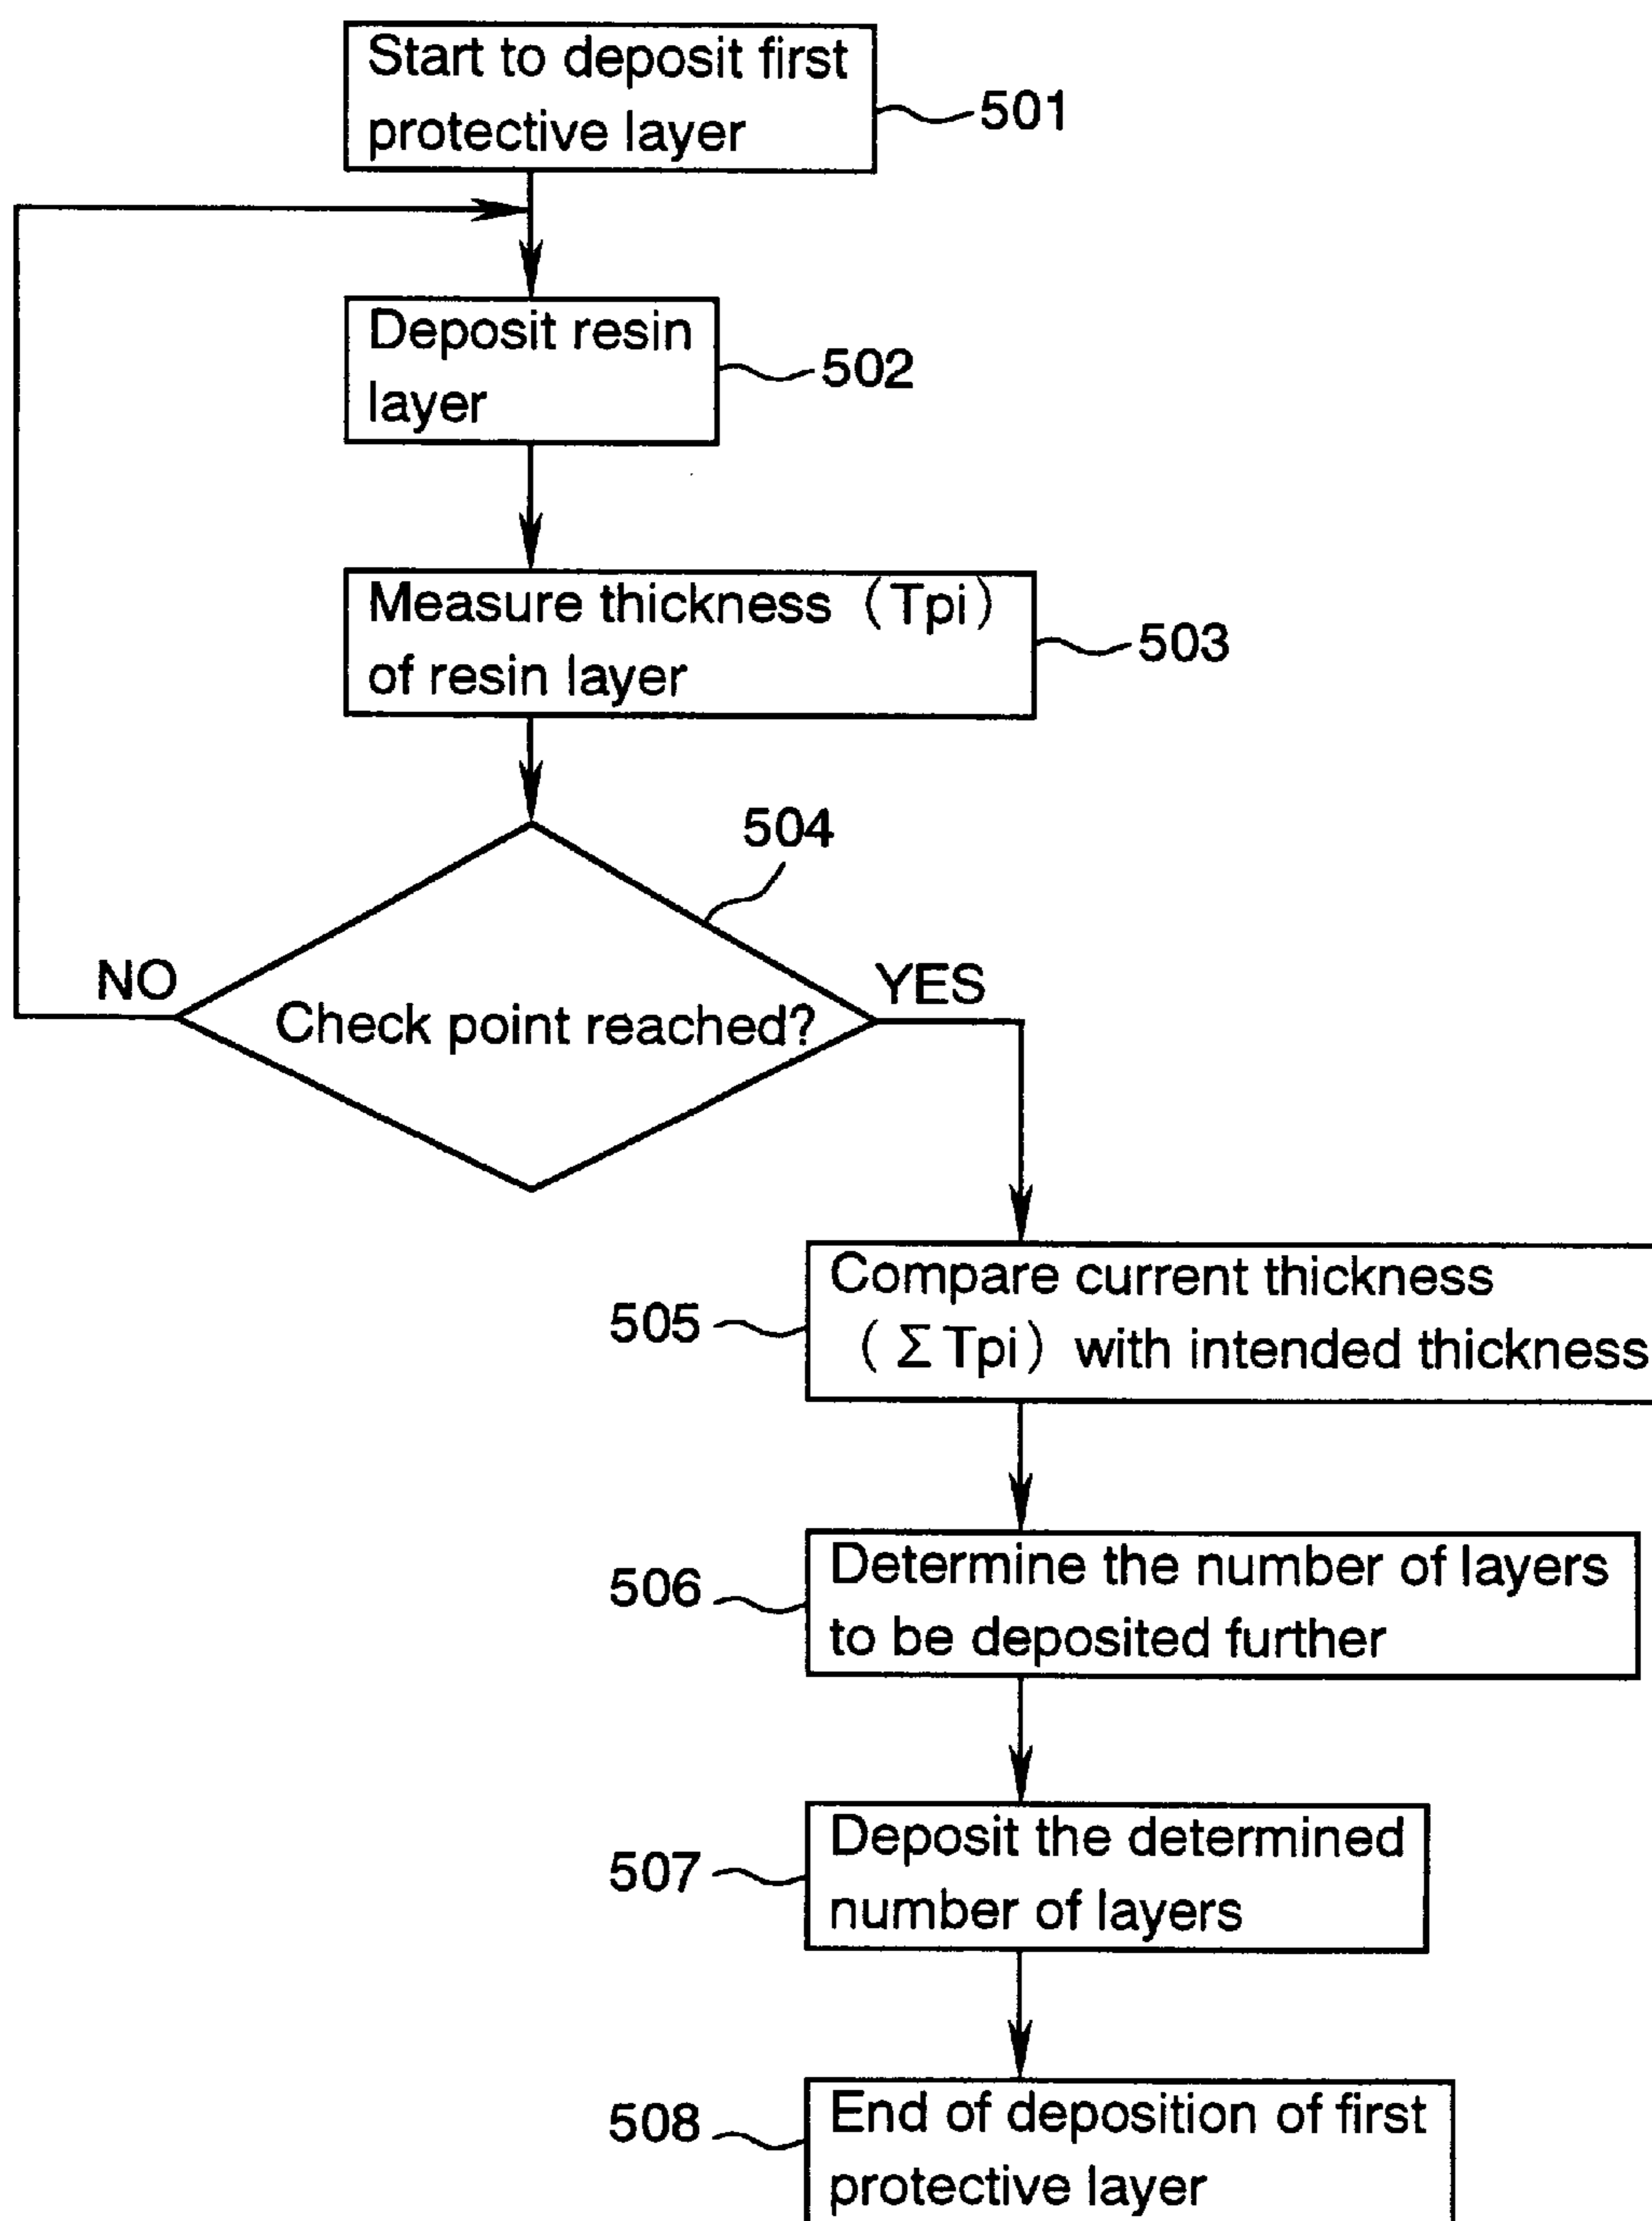 Start to deposit first
protective layer
501
Deposit resin
layer
502
Measure thickness (Tpi)
of resin layer
503
504
NO
YES
Check point reached?
Compare current thickness
(ΣTpi) with intended thickness
505
Determine the number of layers
to be deposited further
506
Deposit the determined
number of layers
507
End of deposition of first
protective layer
508